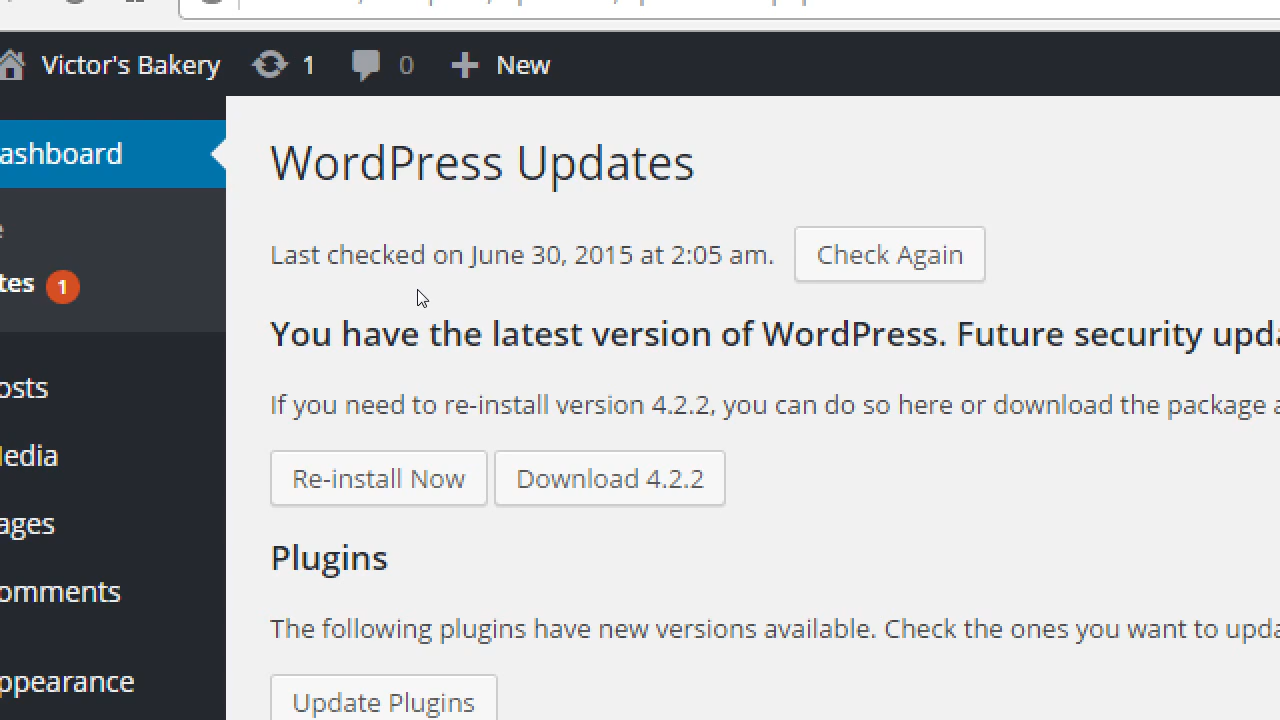 Victor's Bakery 1 0 New
ashboard
WordPress Updates
Last checked on June 30, 2015 at 2:05 am. Check Again
tes 1
You have the latest version of WordPress. Future security upda
osts
If you need to re-install version 4.2.2, you can do so here or download the package a
edia
Re-install Now Download 4.2.2
ages
Plugins
omments
The following plugins have new versions available. Check the ones you want to upda
ppearance
Update Plugins